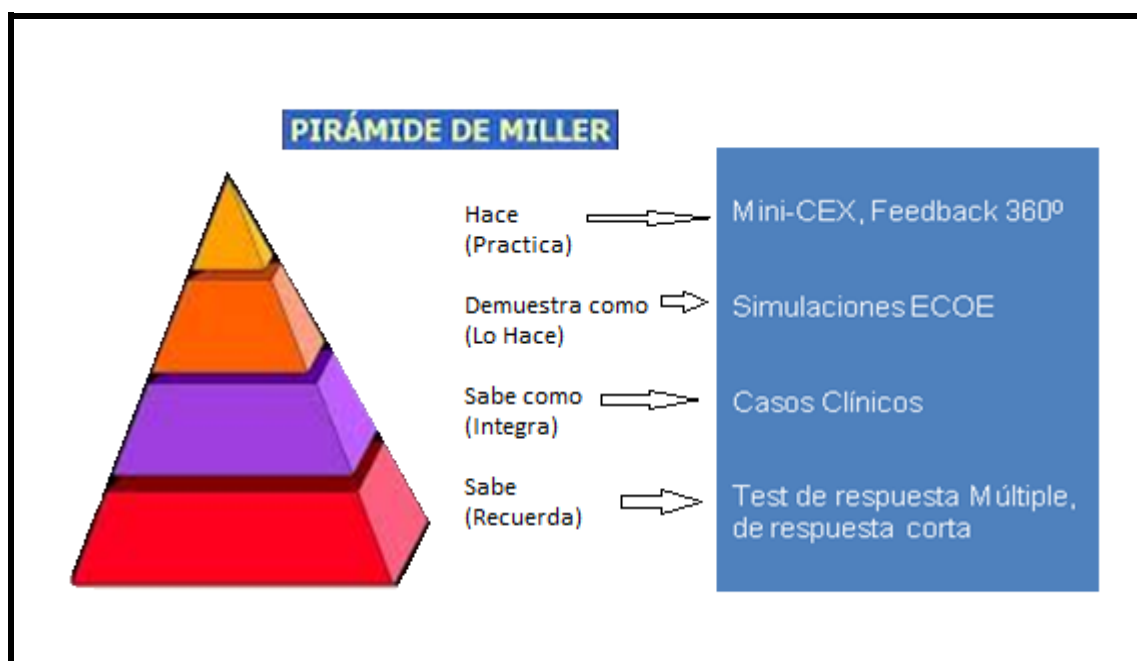 PIRÁMIDE DE MILLER
Hace
(Practica)
Mini-CEX, Feedback 360º
Demuestra como
(Lo Hace)
Simulaciones ECOE
Sabe como
(Integra)
Casos Clínicos
Sabe
(Recuerda)
Test de respuesta Múltiple,
de respuesta corta